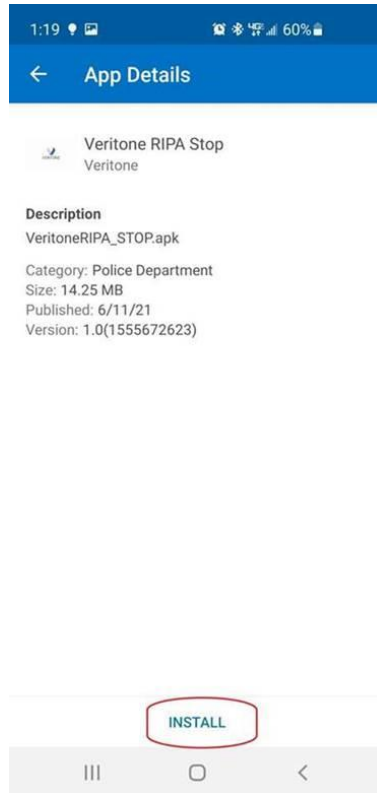 1:19 60%
App Details
Veritone RIPA Stop
Veritone
Description
VeritoneRIPA_STOP.apk
Category: Police Department
Size: 14.25 MB
Published: 6/11/21
Version: 1.0(1555672623)
INSTALL